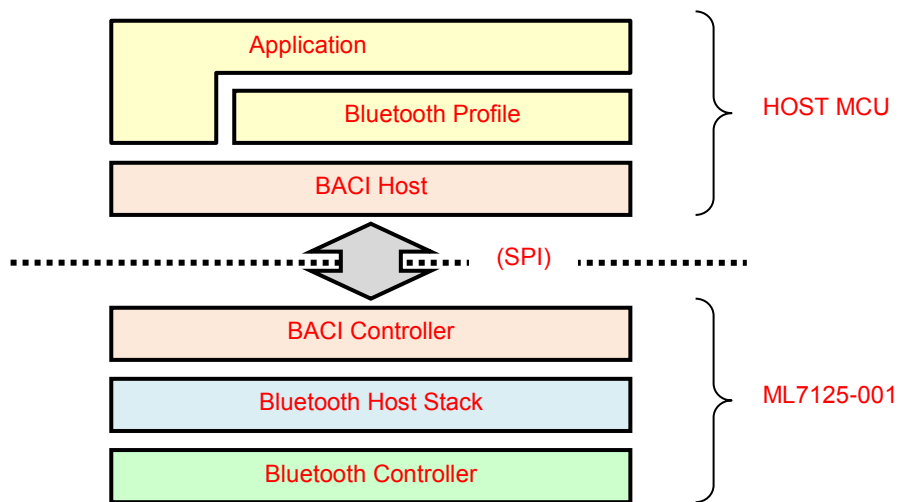 Application
Bluetooth Profile
HOST MCU
BACI Host
(SPI)
BACI Controller
Bluetooth Host Stack
ML7125-001
Bluetooth Controller